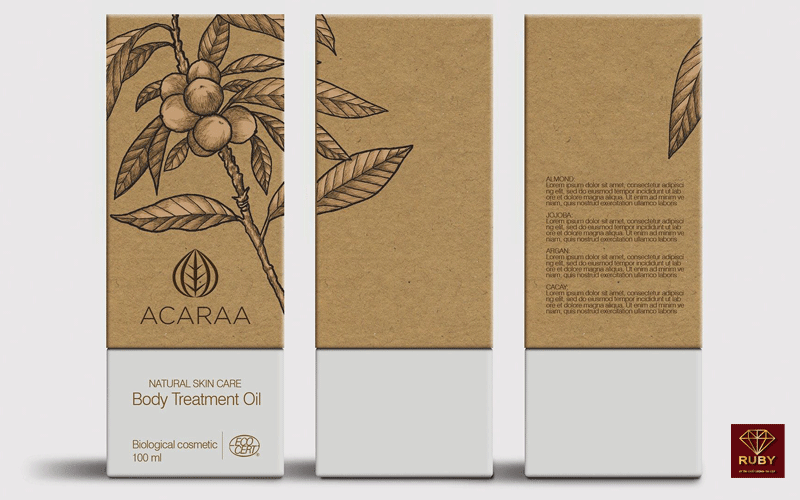 ACARAA
NATURAL SKIN CARE
Body Treatment Oil
Biological cosmetic
100 ml
ECO
CERT
®
ALMOND:
Lorem ipsum dolor sit amet, consectetur adipisci
ng elit, sed do eiusmod tempor incididunt ut lab
ore et dolore magna aliqua. Ut enim ad minim ve
niam, quis nostrud exercitation ullamco laboris
JOJOBA:
Lorem ipsum dolor sit amet, consectetur adipisci
ng elit, sed do eiusmod tempor incididunt ut lab
ore et dolore magna aliqua. Ut enim ad minim ve
niam, quis nostrud exercitation ullamco laboris
ARGAN:
Lorem ipsum dolor sit amet, consectetur adipisci
ng elit, sed do eiusmod tempor incididunt ut lab
ore et dolore magna aliqua. Ut enim ad minim ve
niam, quis nostrud exercitation ullamco laboris
CACAY:
Lorem ipsum dolor sit amet, consectetur adipisci
ng elit, sed do eiusmod tempor incididunt ut lab
ore et dolore magna aliqua. Ut enim ad minim ve
niam, quis nostrud exercitation ullamco laboris
RUBY